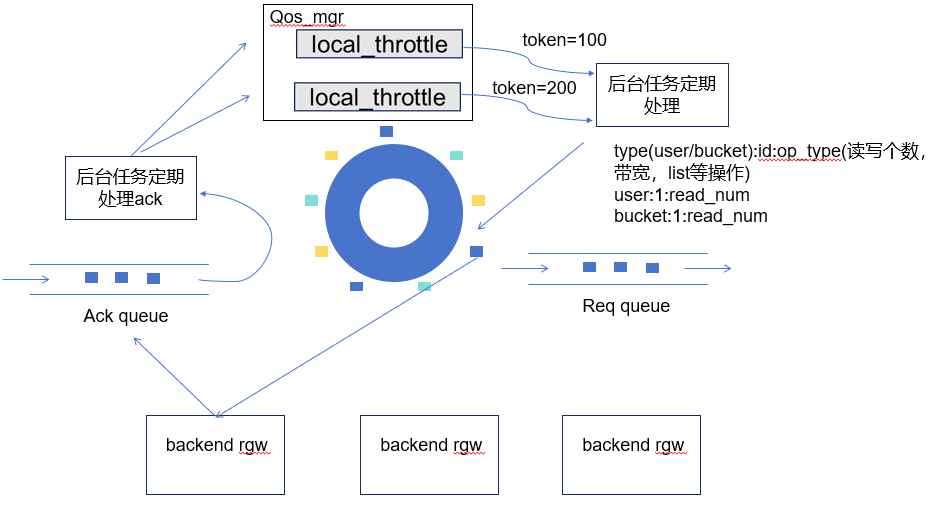 Qos_mgr
local_throttle
token=100
local_throttle
token=200
后台任务定期
处理
后台任务定期
处理ack
type(user/bucket):id:op_type(读写个数，
带宽，list等操作)
user:1:read_num
bucket:1:read_num
Ack queue
Req queue
backend rgw
backend rgw
backend rgw